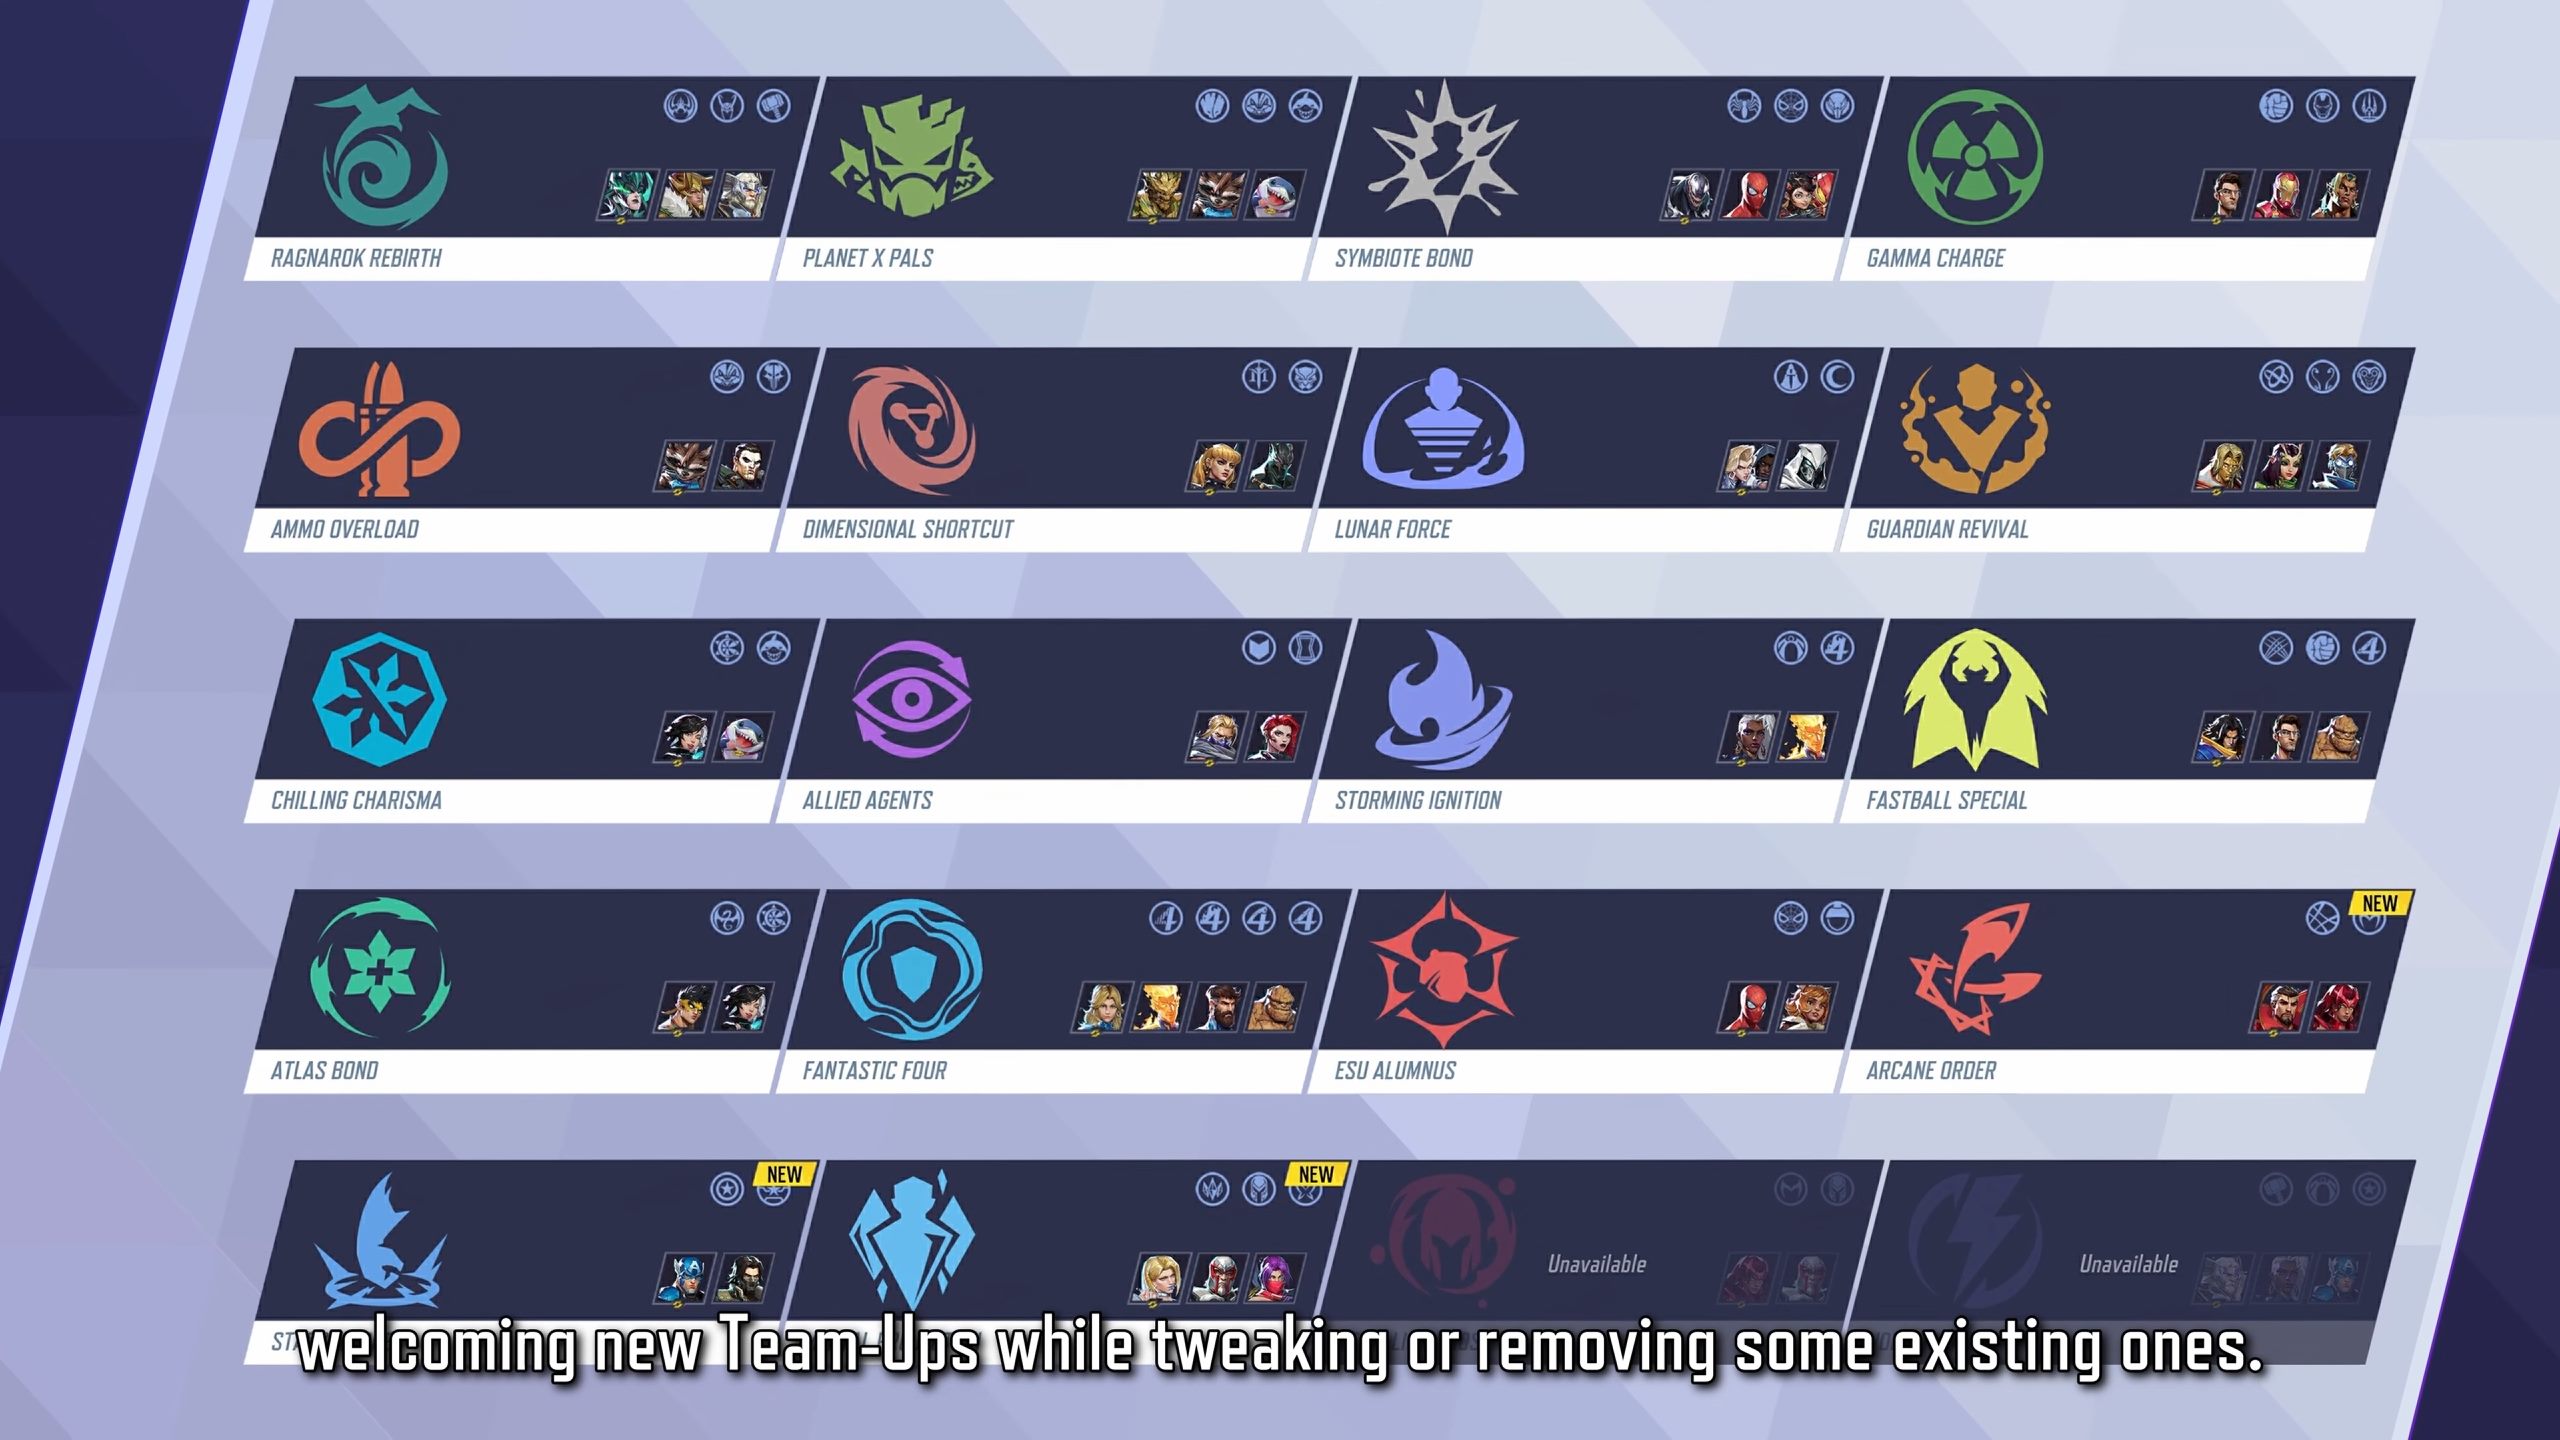 RAGNAROK REBIRTH
PLANET X PALS
SYMBIOTE BOND
GAMMA CHARGE
AMMO OVERLOAD
DIMENSIONAL SHORTCUT
LUNAR FORCE
GUARDIAN REVIVAL
CHILLING CHARISMA
ALLIED AGENTS
STORMING IGNITION
FASTBALL SPECIAL
NEW
ATLAS BOND
FANTASTIC FOUR
ESU ALUMNUS
ARCANE ORDER
NEW
NEW
Unavailable
Unavailable
welcoming new Team-Ups while tweaking or removing some existing ones.